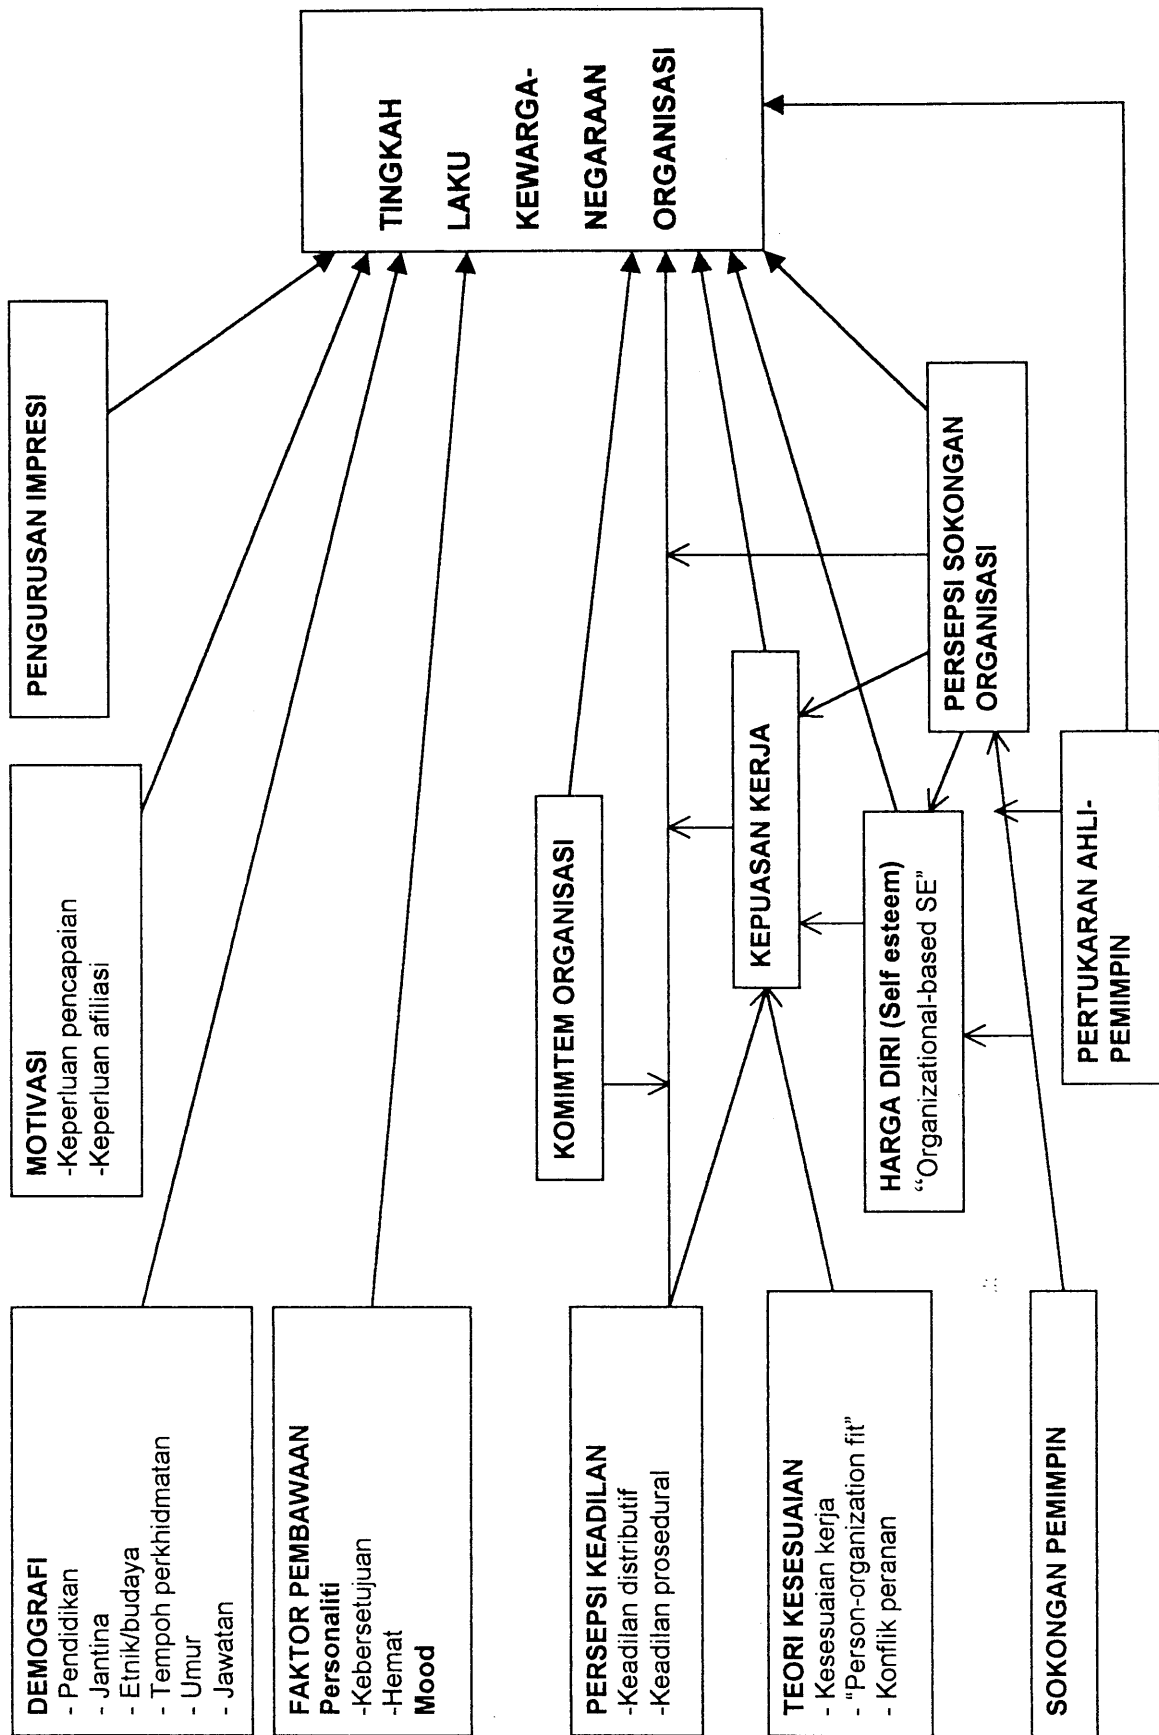 DEMOGRAFI
- Pendidikan
- Jantina
- Etnik/budaya
- Tempoh perkhidmatan
- Umur
- Jawatan
MOTIVASI
-Keperluan pencapaian
-Keperluan afiliasi
PENGURUSAN IMPRESI
FAKTOR PEMBAWAAN
Personaliti
-Kebersetujuan
-Hemat
Mood
TINGKAH
LAKU
KEWARGA-
NEGARAAN
ORGANISASI
PERSEPSI KEADILAN
-Keadilan distributif
-Keadilan prosedural
KOMIMTEM ORGANISASI
TEORI KESESUAIAN
- Kesesuaian kerja
- "Person-organization fit"
- Konflik peranan
KEPUASAN KERJA
HARGA DIRI (Self esteem)
"Organizational-based SE"
PERSEPSI SOKONGAN
ORGANISASI
SOKONGAN PEMIMPIN
PERTUKARAN AHLI-
PEMIMPIN